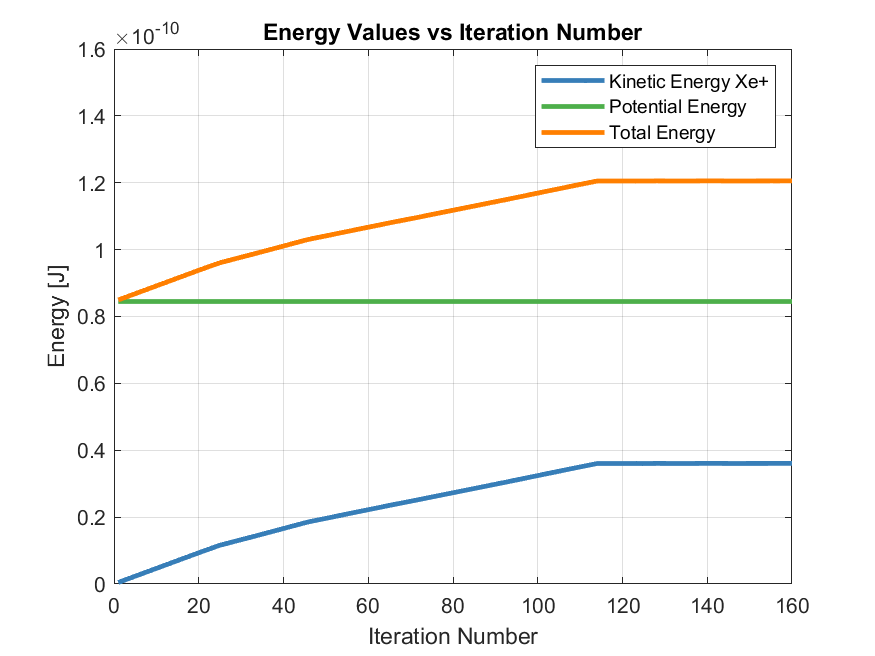 Energy Values vs Iteration Number
×10⁻¹⁰
1.6
1.4
1.2
1
0.8
0.6
0.4
0.2
0
Energy [J]
Kinetic Energy Xe+
Potential Energy
Total Energy
0 20 40 60 80 100 120 140 160
Iteration Number